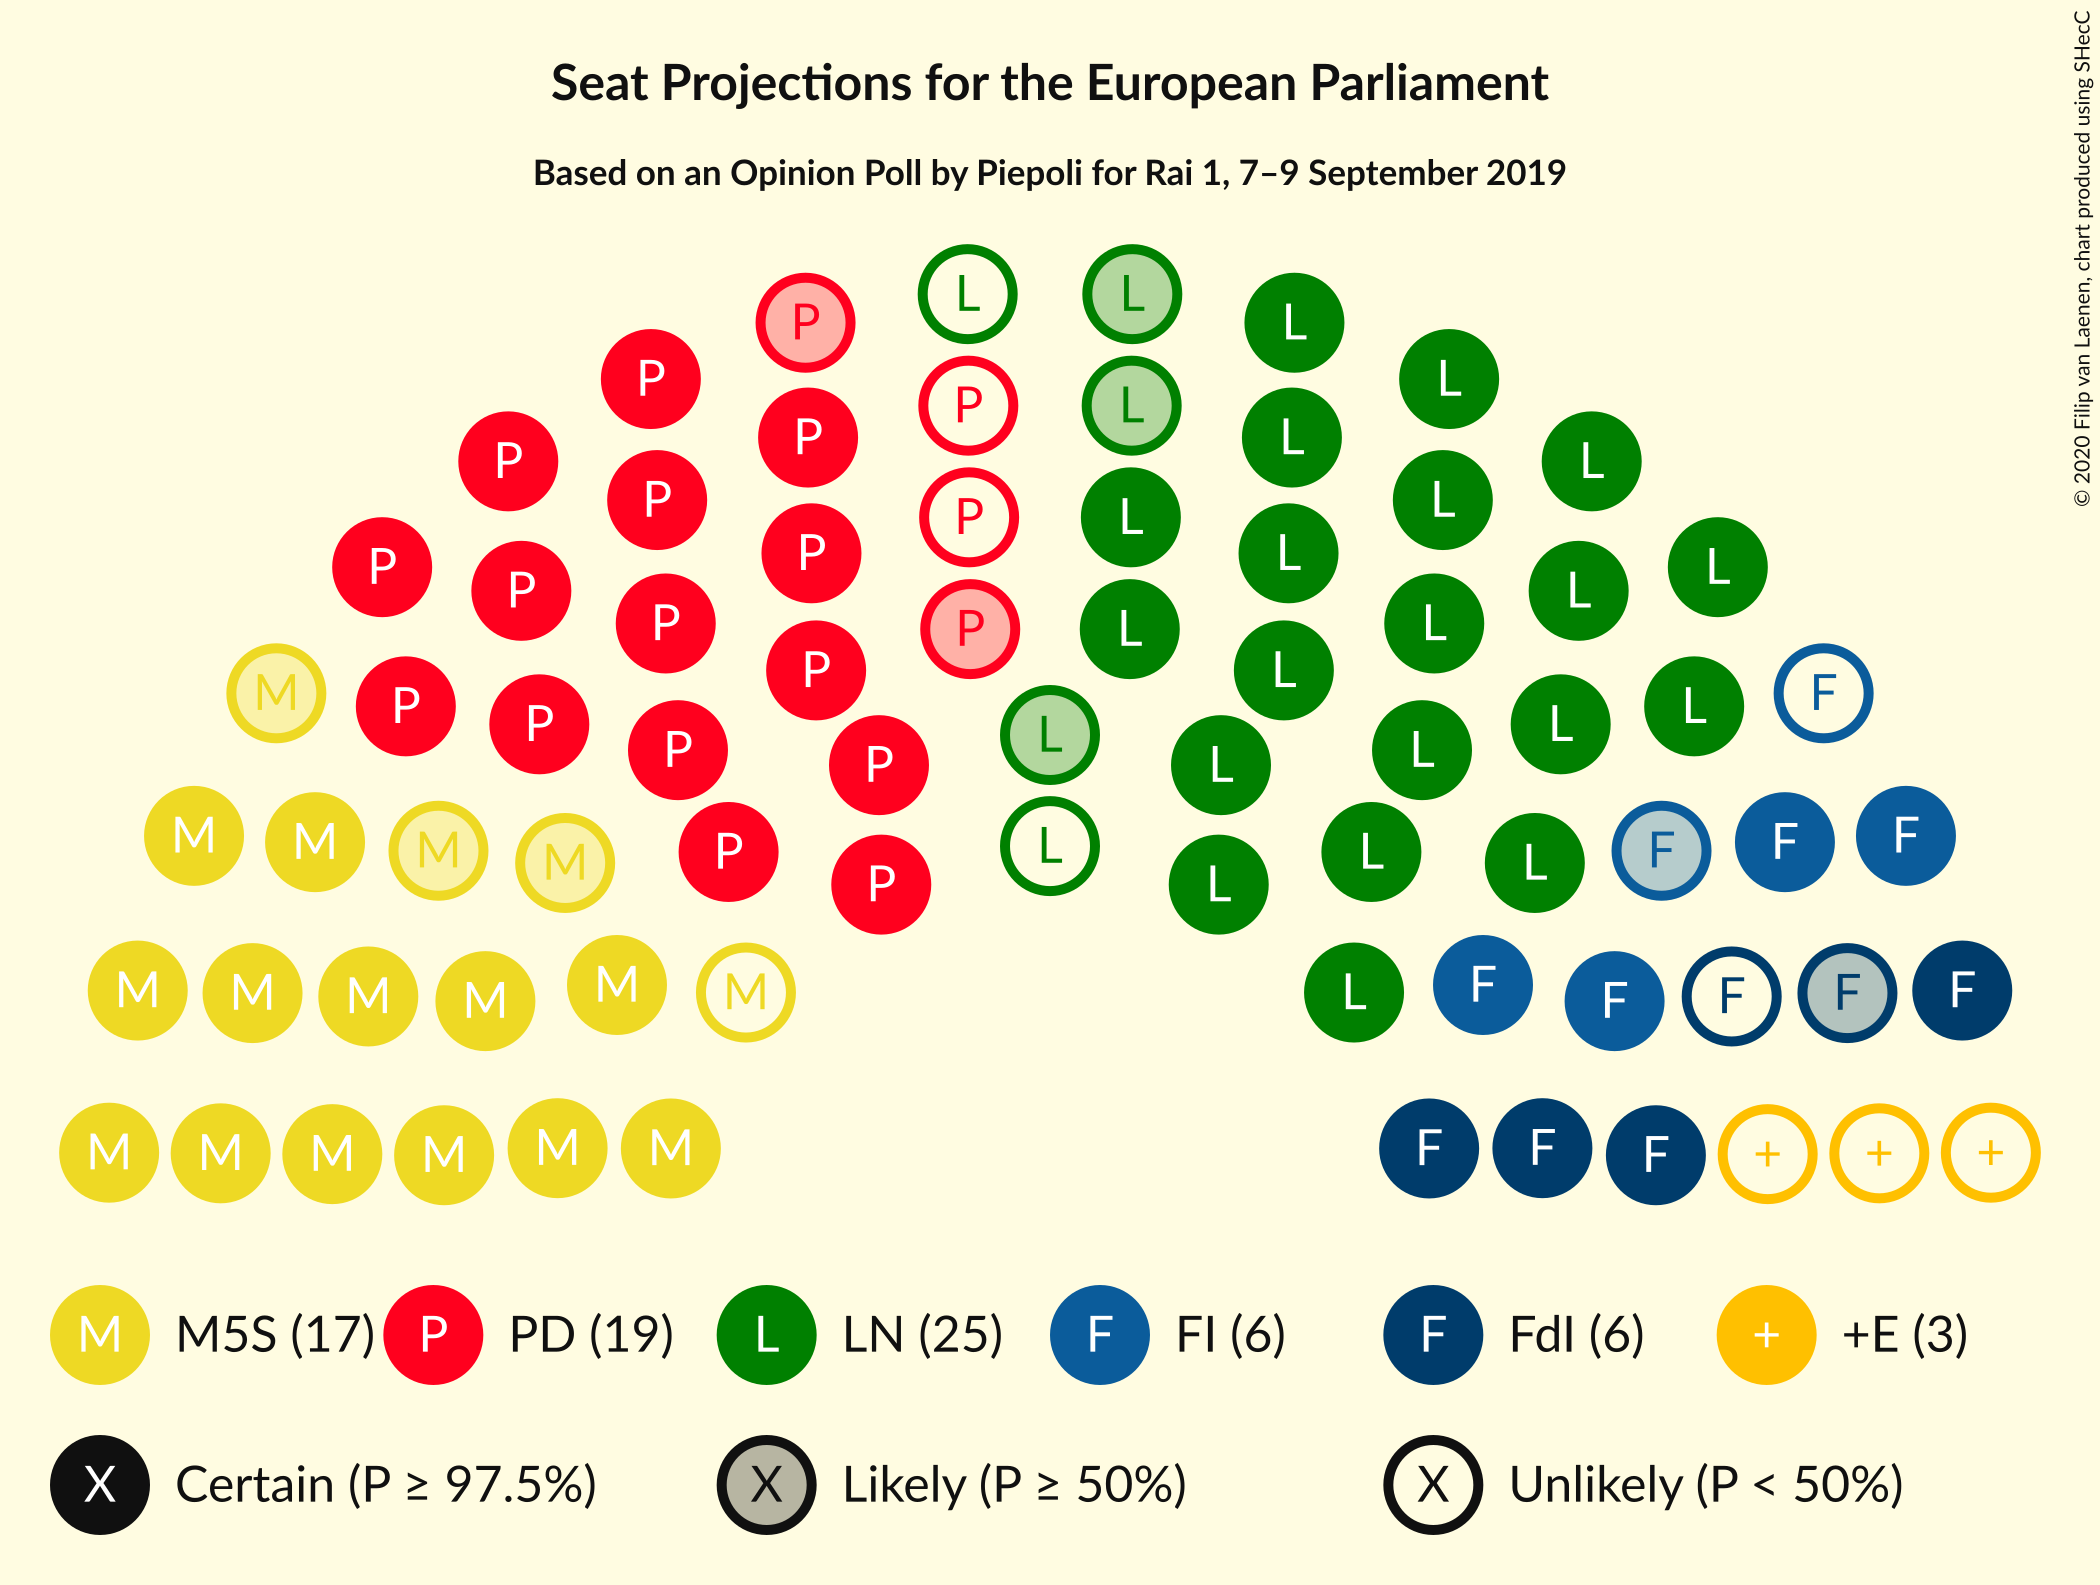 Seat Projections for the European Parliament
Based on an Opinion Poll by Piepoli for Rai 1, 7–9 September 2019
© 2020 Filip van Laenen, chart produced using SHecC
L L
P L
P P L L
P P L L
P L
P P L L
P P L L
P P L L
P P L L
M F
P P L L
P P L L
P L P L
M M M M P L L L F F F F
P L P L
M M M M M M L F F F F F
M M M M M M F F F + + +
M M5S (17) P PD (19) L LN (25) F FI (6) F FdI (6) + +E (3)
X Certain (P ≥ 97.5%) X Likely (P ≥ 50%) X Unlikely (P < 50%)